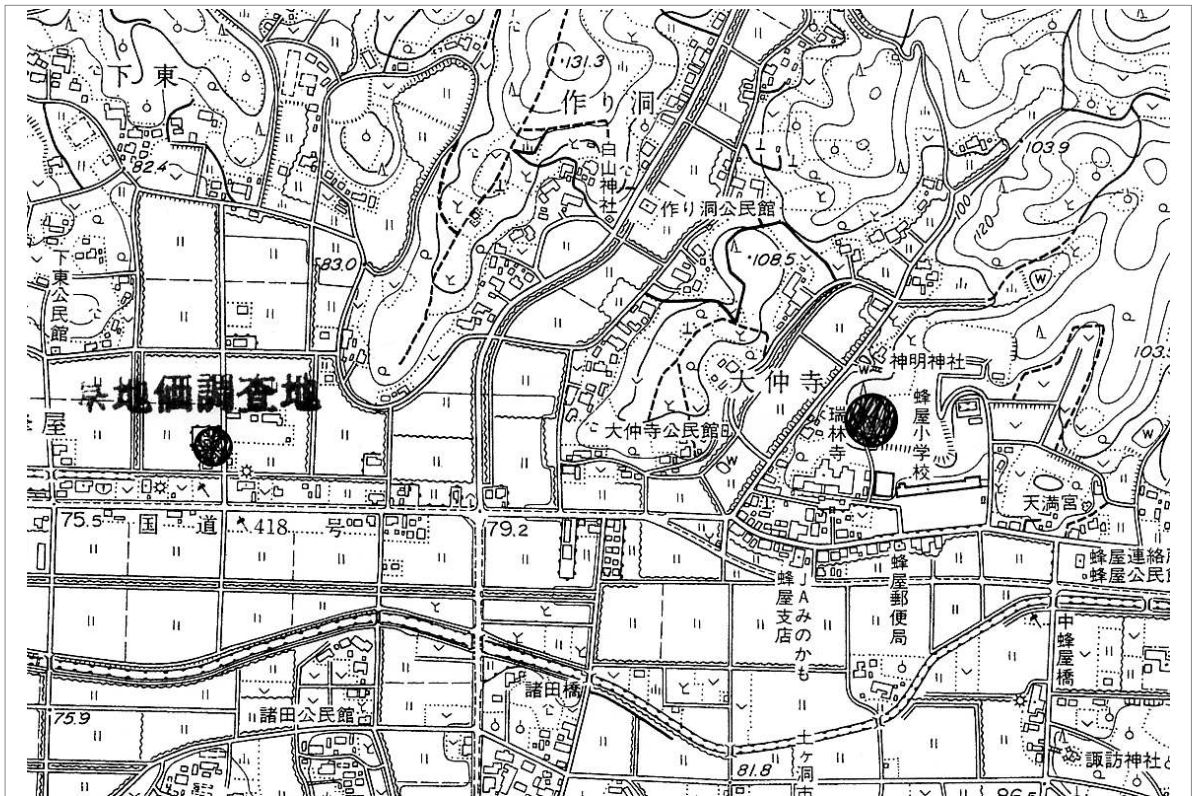 下東
131.3
作り洞
白山神社
82.4
作り洞公民館
103.9
100
120
下東公民館
83.0
108.5
神明神社
W
103.
地価調査地
大仲寺
W
屋
瑞林寺
蜂屋小学校
大仲寺公民館
W
W
天満宮
75.5
国道418号
79.2
蜂屋連絡
蜂屋公民館
JAみのかも
蜂屋支店
蜂屋郵便局
中蜂屋橋
諸田橋
75.9
諸田公民館
土ヶ洞
81.8
諏訪神社
86.5